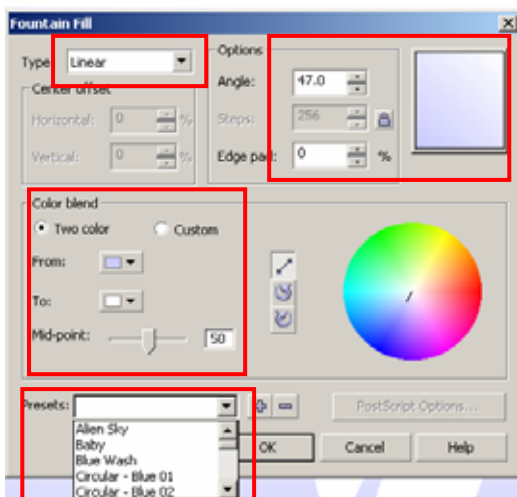 Fountain Fill
Type: Linear
Options
Center offset
Angle: 47.0
Horizontal: 0 %
Steps: 256
Vertical: 0 %
Edge pad: 0 %
Color blend
Two color Custom
From:
To:
Mid-point: 50
Presets:
PostScript Options...
Alien Sky
Baby
Blue Wash
Circular - Blue 01
Circular - Blue 02
OK Cancel Help